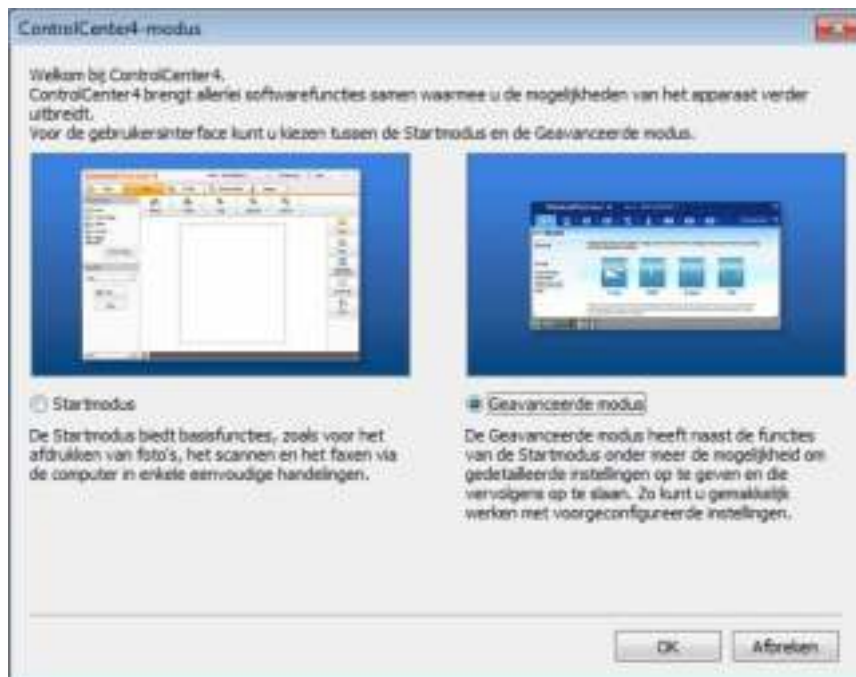 ControlCenter4-modus
Welkom bij ControlCenter4.
ControlCenter4 brengt allerlei softwarefuncties samen waarmee u de mogelijkheden van het apparaat verder
uitbreidt.
Voor de gebruikersinterface kunt u kiezen tussen de Startmodus en de Geavanceerde modus.
Startmodus
De Startmodus biedt basisfuncties, zoals voor het
afdrukken van foto's, het scannen en het faxen via
de computer in enkele eenvoudige handelingen.
Geavanceerde modus
De Geavanceerde modus heeft naast de functies
van de Startmodus onder meer de mogelijkheid om
gedetailleerde instellingen op te geven en die
vervolgens op te slaan. Zo kunt u gemakkelijk
werken met voorgeconfigureerde instellingen.
OK
Afbreken